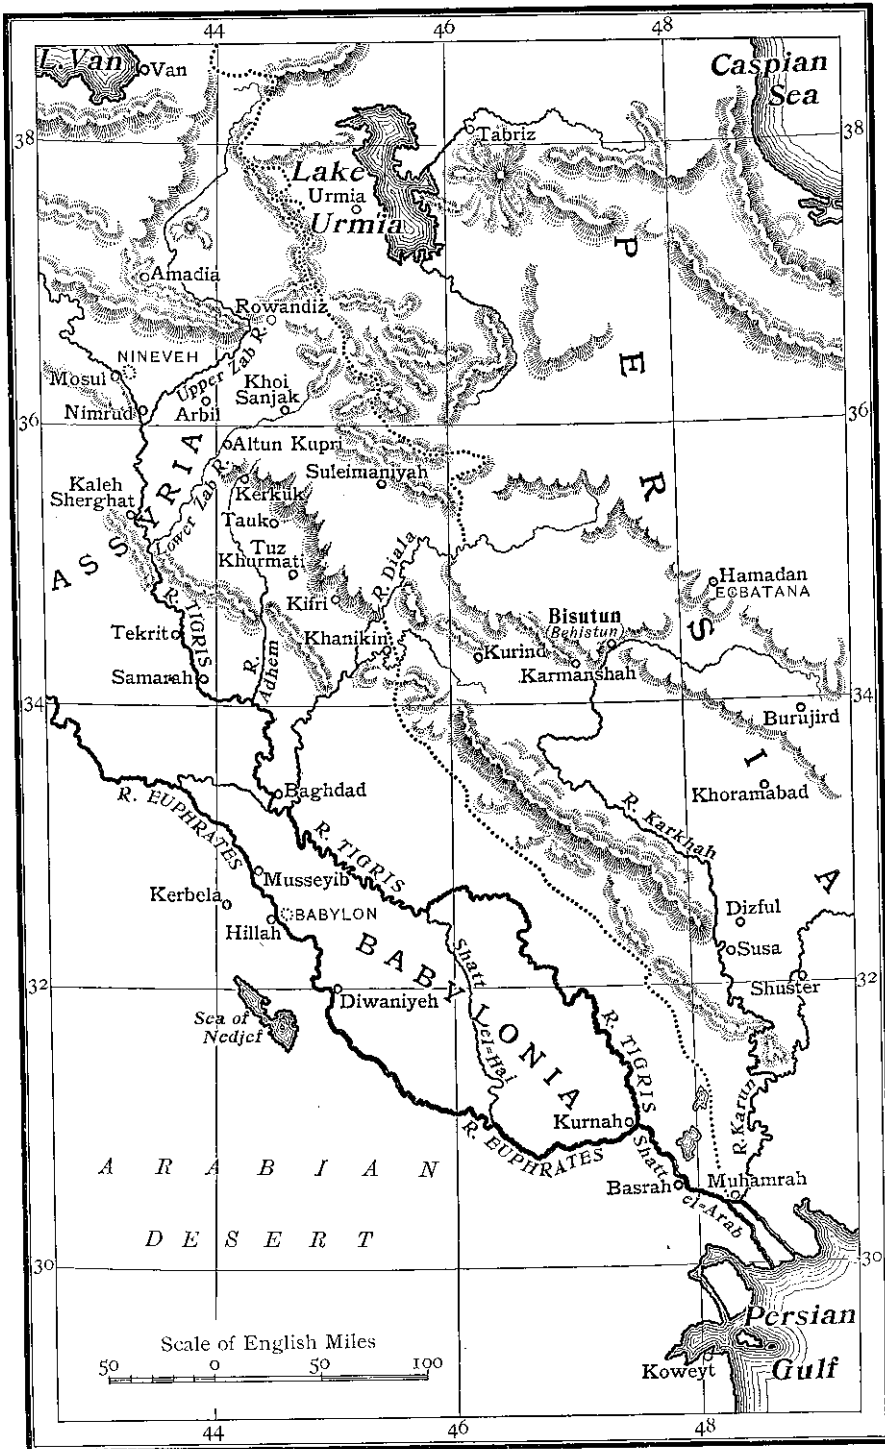 44
46
48
L. Van
Van
Caspian
Sea
38
38
Tabriz
Lake
Urmia
Urmia
Amadia
Rowandiz
P
E
R
S
I
A
NINEVEH
Mosul
Upper Zab R.
Khoi
Sanjak
Nimrud
Arbil
36
36
Altun Kupri
ASSYRIA
Suleimaniyah
Kaleh
Sherghat
Lower Zab R.
Kerkuk
Tauk
Tuz
Khurmati
R. Diala
Hamadan
ECBATANA
R. TIGRIS
Kifri
Bisutun
(Behistun)
Tekrit
Khanikin
Kurind
Karmanshah
R.
Adhem
Samarah
34
34
Burujird
Baghdad
Khoramabad
R. EUPHRATES
R. TIGRIS
R. Karkhah
Musseyib
Kerbela
BABYLON
Hillah
Dizful
Susa
BABYLONIA
Shatt
el=Hai
32
32
Diwaniyeh
Shuster
Sea of
Nedjef
R. TIGRIS
R. Karun
Kurnah
R. EUPHRATES
Shatt
el=Arab
ARABIAN
Basrah
Muhamrah
DESERT
30
30
Persian
Gulf
Koweyt
Scale of English Miles
50
0
50
100
44
46
48